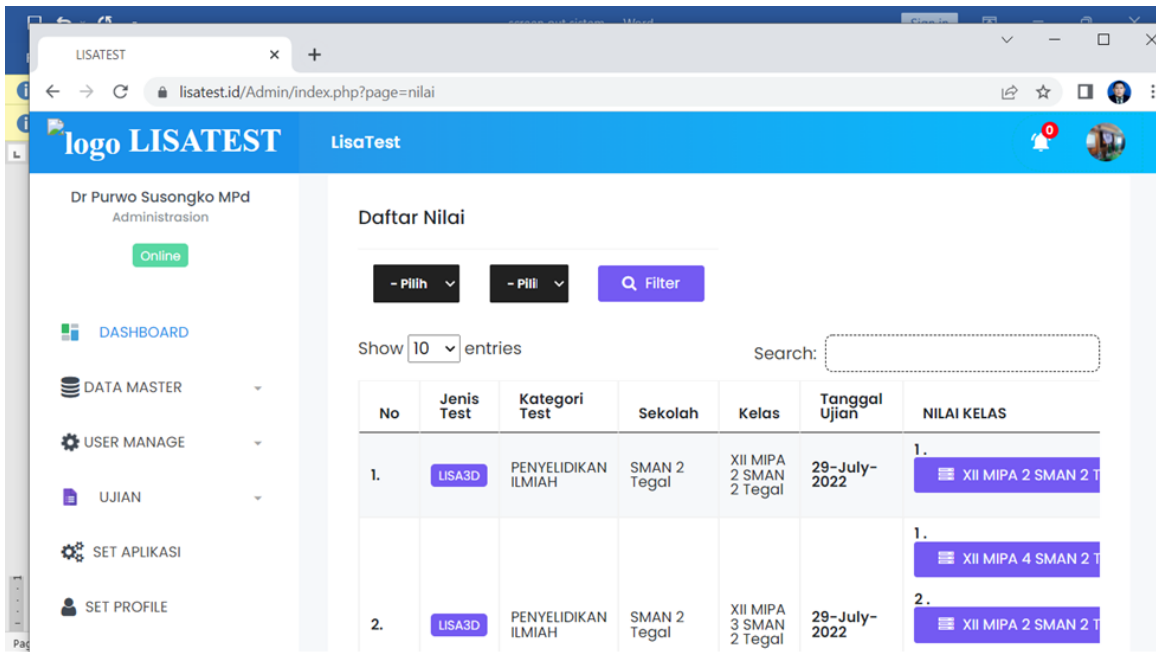 LISATEST
lisatest.id/Admin/index.php?page=nilai
logo LISATEST
LisaTest
0
Dr Purwo Susongko MPd
Administrasion
Online
DASHBOARD
DATA MASTER
USER MANAGE
UJIAN
SET APLIKASI
SET PROFILE
Daftar Nilai
- Pilih
- Pili
Filter
Show 10 entries
Search:
No
Jenis
Test
Kategori
Test
Sekolah
Kelas
Tanggal
Ujian
NILAI KELAS
1.
LISA3D
PENYELIDIKAN
ILMIAH
SMAN 2
Tegal
XII MIPA
2 SMAN
2 Tegal
29-July-
2022
1.
XII MIPA 2 SMAN 2 T
2.
LISA3D
PENYELIDIKAN
ILMIAH
SMAN 2
Tegal
XII MIPA
3 SMAN
2 Tegal
29-July-
2022
1.
XII MIPA 4 SMAN 2 T
2.
XII MIPA 2 SMAN 2 T